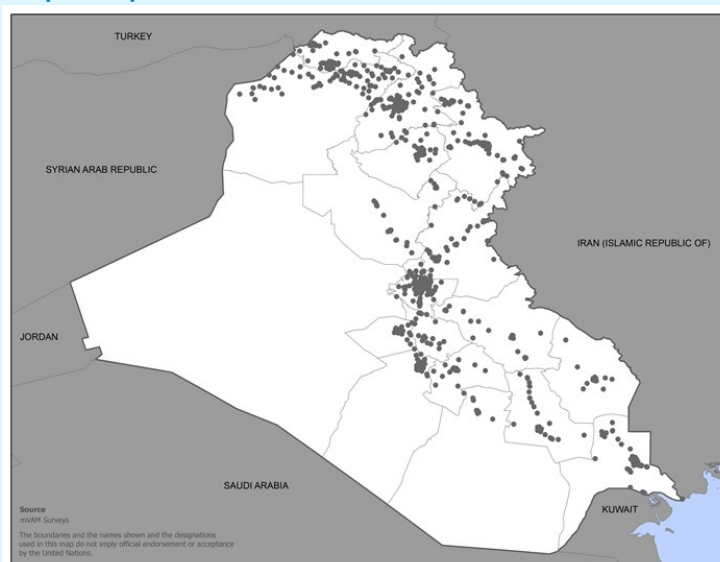 TURKEY
SYRIAN ARAB REPUBLIC
IRAN (ISLAMIC REPUBLIC OF)
JORDAN
SAUDI ARABIA
KUWAIT
Source
mVAM Surveys
The boundaries and the names shown and the designations
used in this map do not imply official endorsement or acceptance
by the United Nations.